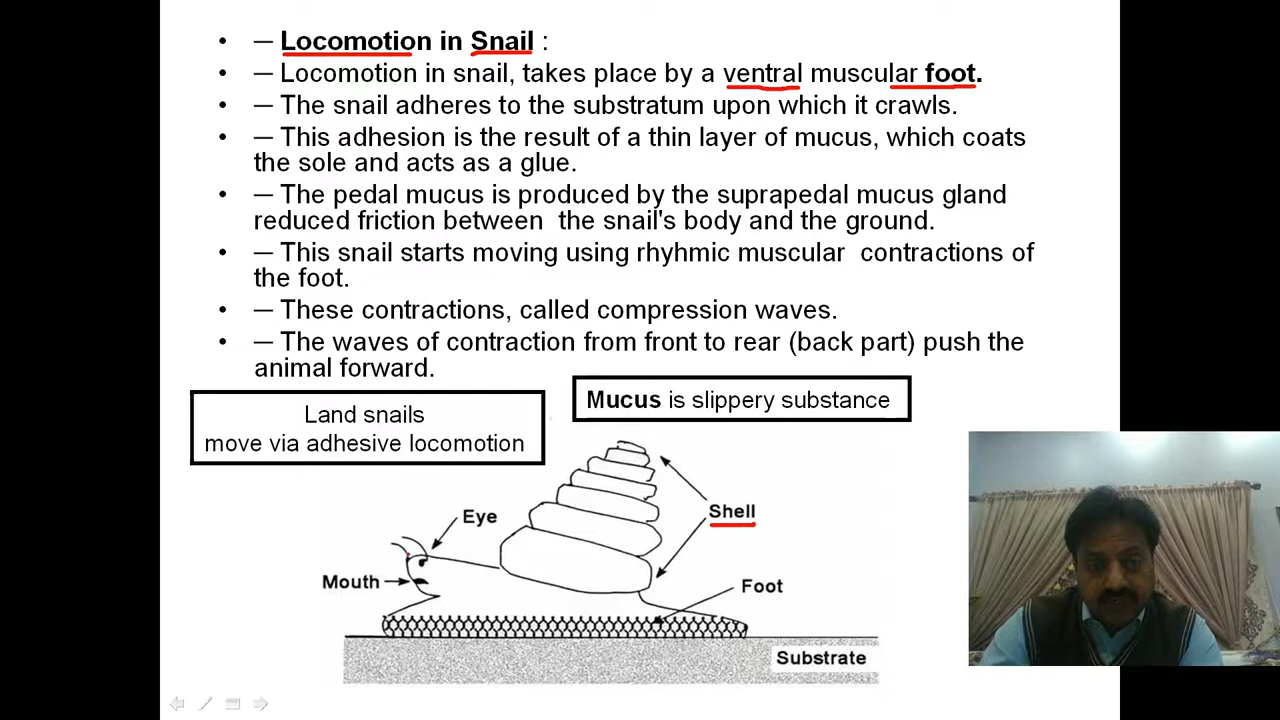 • — Locomotion in Snail :
• — Locomotion in snail, takes place by a ventral muscular foot.
• — The snail adheres to the substratum upon which it crawls.
• — This adhesion is the result of a thin layer of mucus, which coats
the sole and acts as a glue.
• — The pedal mucus is produced by the suprapedal mucus gland
reduced friction between the snail's body and the ground.
• — This snail starts moving using rhyhmic muscular contractions of
the foot.
• — These contractions, called compression waves.
• — The waves of contraction from front to rear (back part) push the
animal forward.
Land snails
move via adhesive locomotion
Mucus is slippery substance
Eye
Shell
Mouth
Foot
Substrate